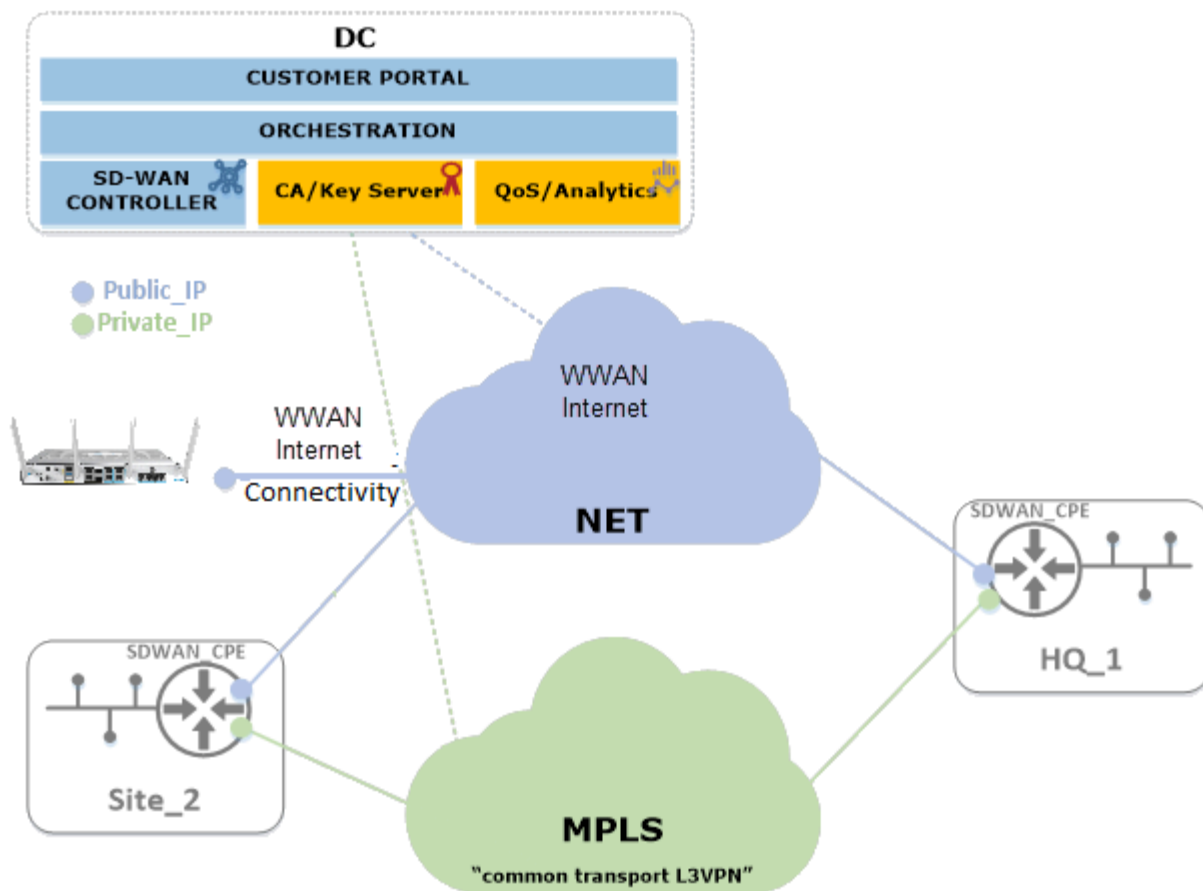 DC
CUSTOMER PORTAL
ORCHESTRATION
SD-WAN
CONTROLLER
CA/Key Server
QoS/Analytics
Public_IP
Private_IP
WWAN
Internet
WWAN
Internet
Connectivity
NET
SDWAN_CPE
HQ_1
SDWAN_CPE
Site_2
MPLS
“common transport L3VPN”